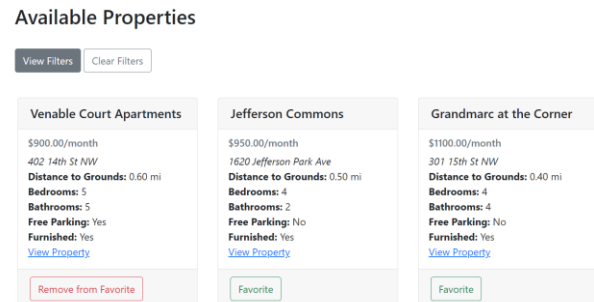 Available Properties
View Filters
Clear Filters
Venable Court Apartments
$900.00/month
402 14th St NW
Distance to Grounds: 0.60 mi
Bedrooms: 5
Bathrooms: 5
Free Parking: Yes
Furnished: Yes
View Property
Remove from Favorite
Jefferson Commons
$950.00/month
1620 Jefferson Park Ave
Distance to Grounds: 0.50 mi
Bedrooms: 4
Bathrooms: 2
Free Parking: No
Furnished: Yes
View Property
Favorite
Grandmarc at the Corner
$1100.00/month
301 15th St NW
Distance to Grounds: 0.40 mi
Bedrooms: 4
Bathrooms: 4
Free Parking: No
Furnished: Yes
View Property
Favorite